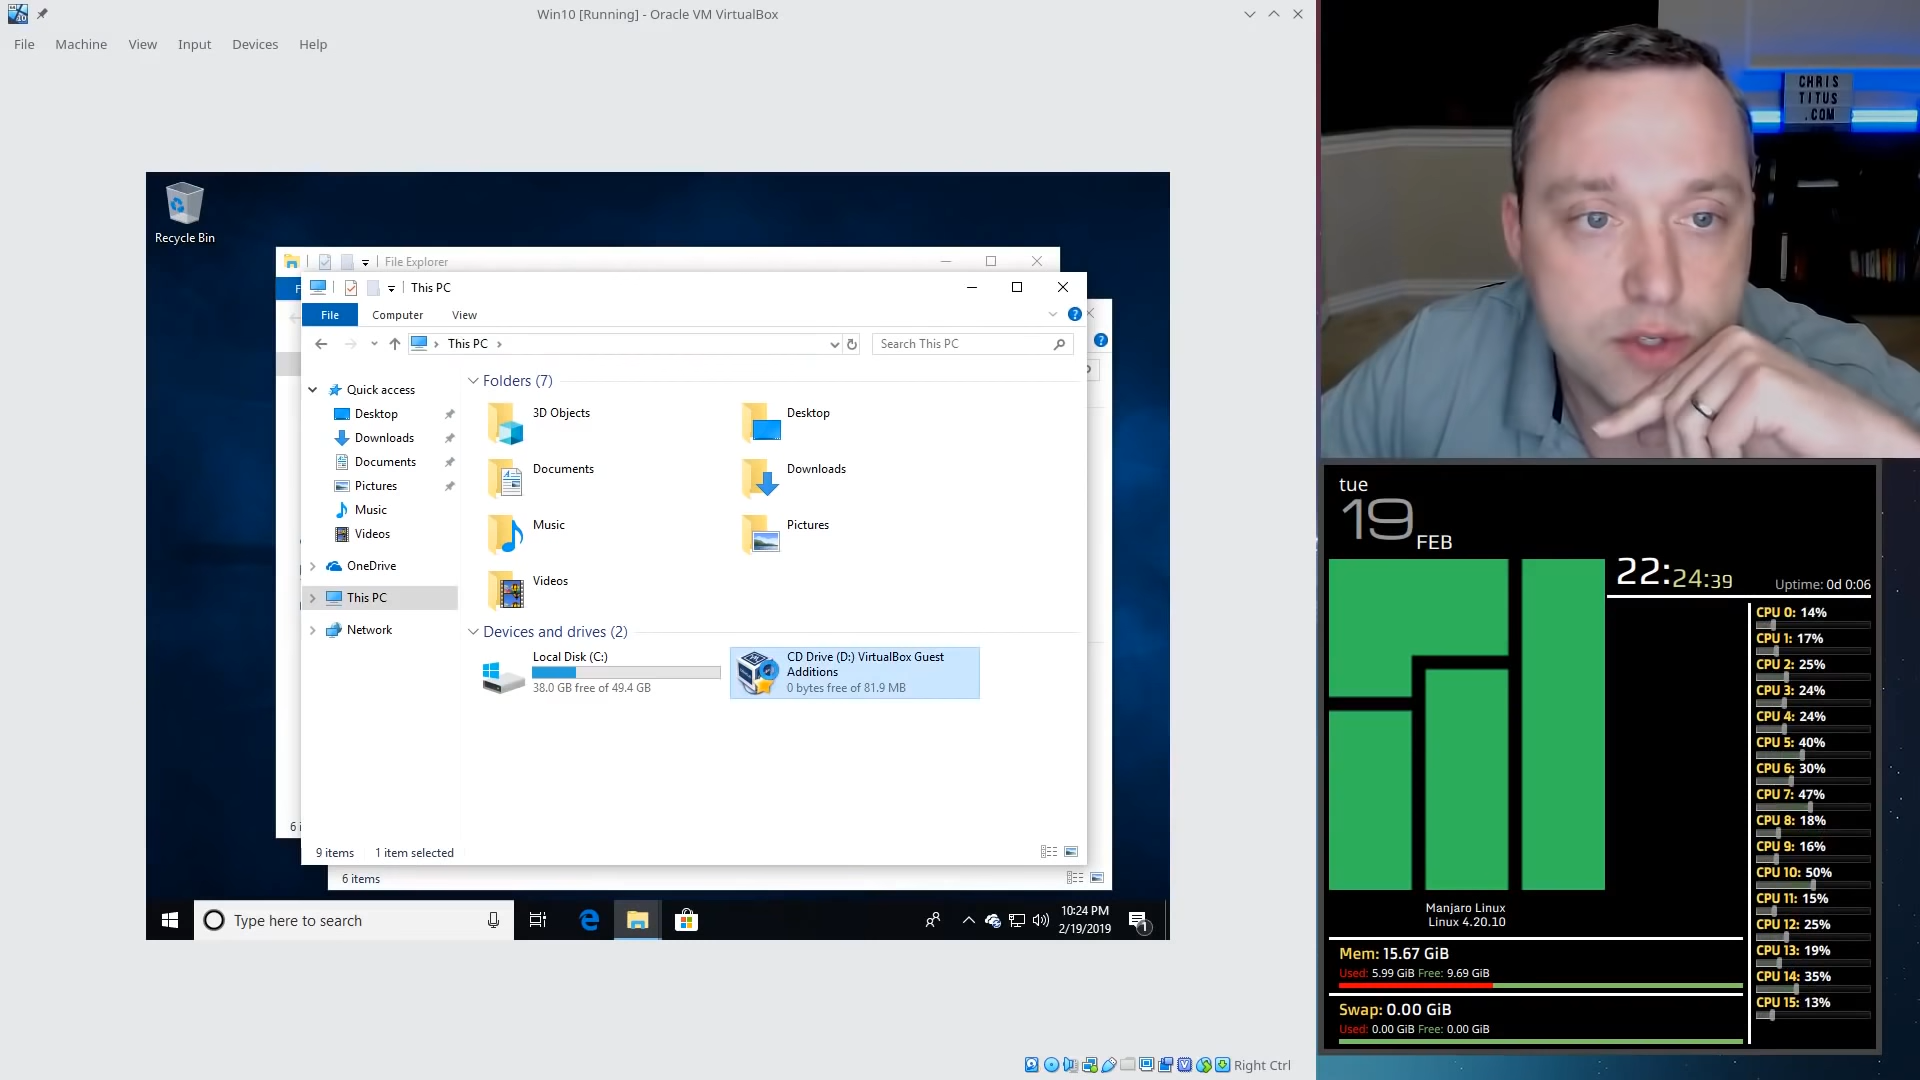 Win10 [Running] - Oracle VM VirtualBox
File Machine View Input Devices Help
Recycle Bin
File Explorer
This PC
File Computer View
This PC
Search This PC
Quick access
Desktop
Downloads
Documents
Pictures
Music
Videos
OneDrive
This PC
Network
Folders (7)
3D Objects
Desktop
Documents
Downloads
Music
Pictures
Videos
Devices and drives (2)
Local Disk (C:)
38.0 GB free of 49.4 GB
CD Drive (D:) VirtualBox Guest
Additions
0 bytes free of 81.9 MB
9 items 1 item selected
6 items
Type here to search
10:24 PM
2/19/2019
1
Right Ctrl
CHRIS
TITUS
.COM
tue
19
FEB
22:24:39
Uptime: 0d 0:06
CPU 0: 14%
CPU 1: 17%
CPU 2: 25%
CPU 3: 24%
CPU 4: 24%
CPU 5: 40%
CPU 6: 30%
CPU 7: 47%
CPU 8: 18%
CPU 9: 16%
CPU 10: 50%
CPU 11: 15%
CPU 12: 25%
CPU 13: 19%
CPU 14: 35%
CPU 15: 13%
Manjaro Linux
Linux 4.20.10
Mem: 15.67 GiB
Used: 5.99 GiB Free: 9.69 GiB
Swap: 0.00 GiB
Used: 0.00 GiB Free: 0.00 GiB